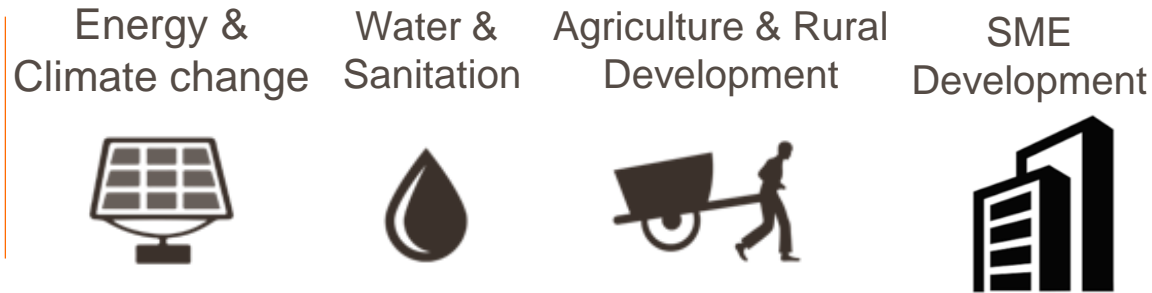 Energy &
Climate change
Water &
Sanitation
Agriculture & Rural
Development
SME
Development